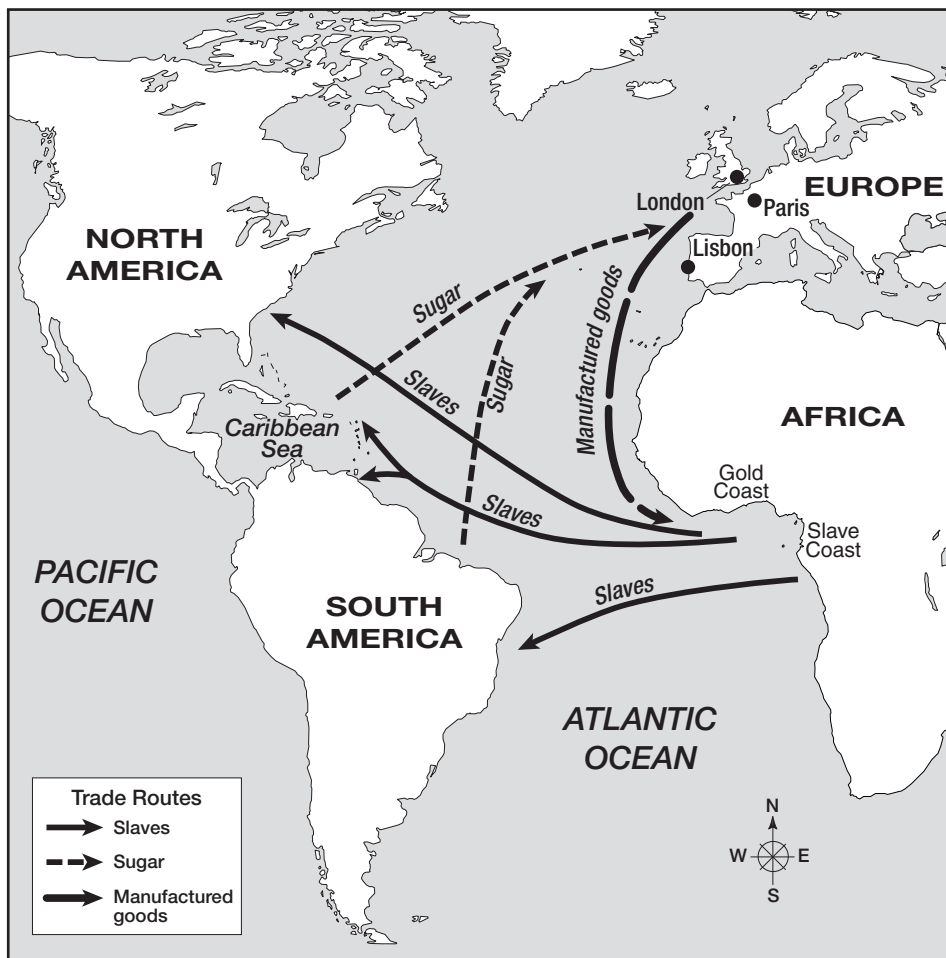 EUROPE
London
Paris
Lisbon
NORTH
AMERICA
Sugar
Manufactured goods
Slaves
Sugar
AFRICA
Caribbean
Sea
Gold
Coast
Slaves
Slave
Coast
PACIFIC
OCEAN
Slaves
SOUTH
AMERICA
ATLANTIC
OCEAN
Trade Routes
Slaves
Sugar
Manufactured
goods
N
W
E
S